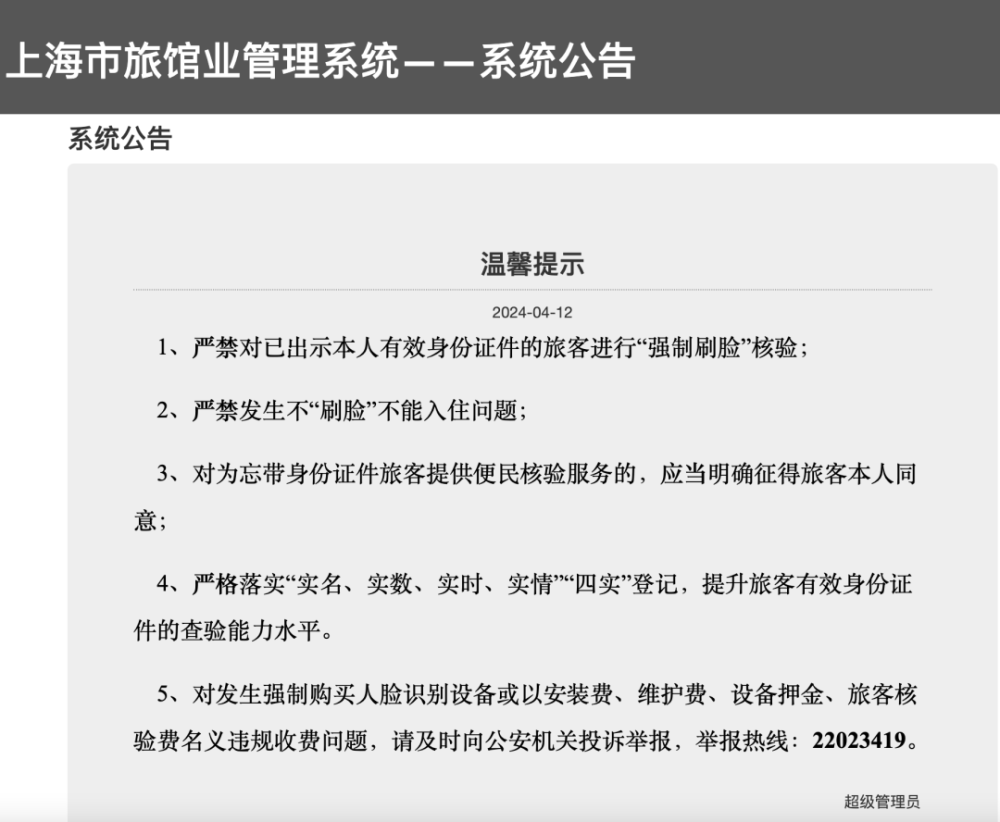 上海市旅馆业管理系统——系统公告
系统公告
温馨提示
2024-04-12
1、严禁对已出示本人有效身份证件的旅客进行“强制刷脸”核验；
2、严禁发生不“刷脸”不能入住问题；
3、对为忘带身份证件旅客提供便民核验服务的，应当明确征得旅客本人同
意；
4、严格落实“实名、实数、实时、实情”“四实”登记，提升旅客有效身份证
件的查验能力水平。
5、对发生强制购买人脸识别设备或以安装费、维护费、设备押金、旅客核
验费名义违规收费问题，请及时向公安机关投诉举报，举报热线：22023419。
超级管理员